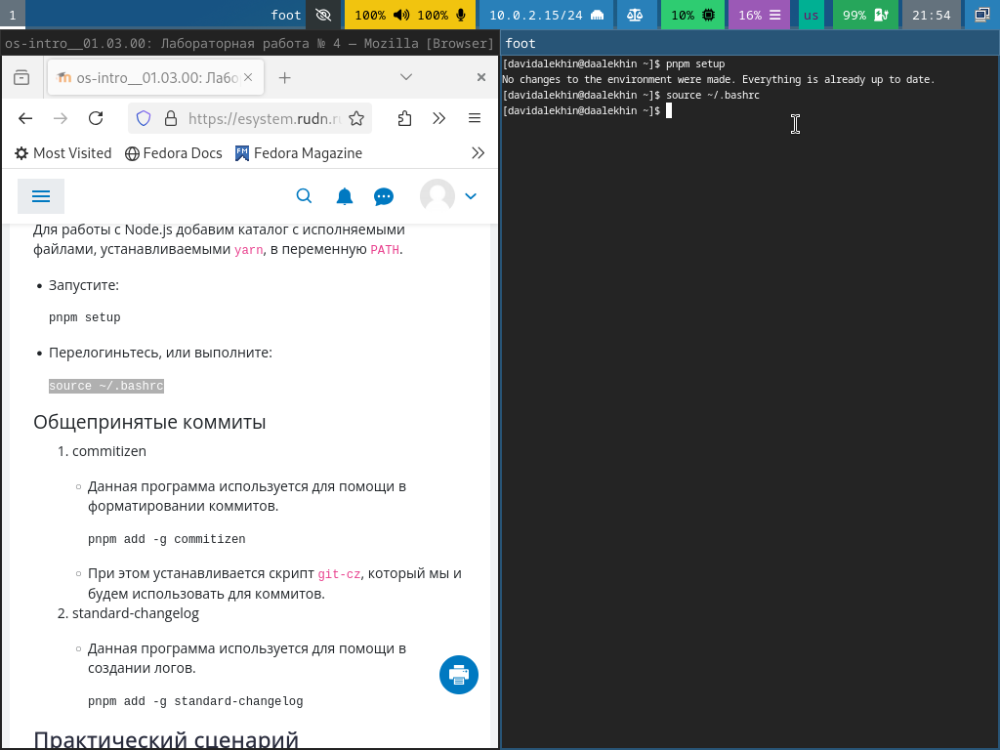 1
foot
100% 100%
10.0.2.15/24
10%
16%
us
99%
21:54
os-intro__01.03.00: Лабораторная работа № 4 — Mozilla [Browser]
os-intro__01.03.00: Лабо
https://esystem.rudn.r
Most Visited
Fedora Docs
FM
Fedora Magazine
Для работы с Node.js добавим каталог с исполняемыми
файлами, устанавливаемыми yarn, в переменную PATH.
Запустите:
pnpm setup
Перелогиньтесь, или выполните:
source ~/.bashrc
Общепринятые коммиты
1. commitizen
Данная программа используется для помощи в
форматировании коммитов.
pnpm add -g commitizen
При этом устанавливается скрипт git-cz, который мы и
будем использовать для коммитов.
2. standard-changelog
Данная программа используется для помощи в
создании логов.
pnpm add -g standard-changelog
Практический сценарий
foot
[davidalekhin@daalekhin ~]$ pnpm setup
No changes to the environment were made. Everything is already up to date.
[davidalekhin@daalekhin ~]$ source ~/.bashrc
[davidalekhin@daalekhin ~]$